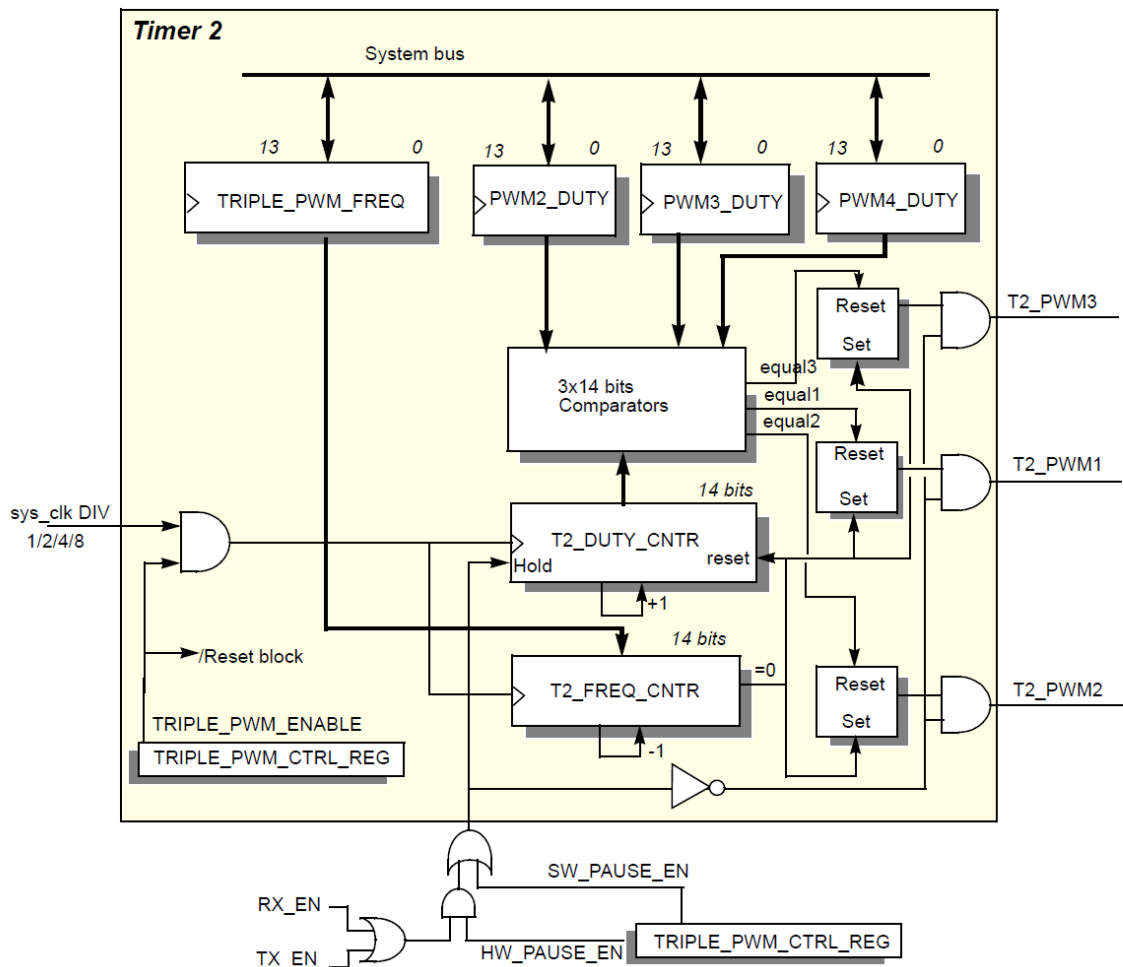 Timer 2
System bus
13 0
13 0
13 0
13 0
TRIPLE_PWM_FREQ
PWM2_DUTY
PWM3_DUTY
PWM4_DUTY
Reset
Set
T2_PWM3
3x14 bits
Comparators
equal3
equal1
equal2
Reset
Set
T2_PWM1
14 bits
sys_clk DIV
1/2/4/8
T2_DUTY_CNTR
reset
Hold
+1
14 bits
/Reset block
T2_FREQ_CNTR
=0
-1
Reset
Set
T2_PWM2
TRIPLE_PWM_ENABLE
TRIPLE_PWM_CTRL_REG
SW_PAUSE_EN
RX_EN
TX_EN
HW_PAUSE_EN
TRIPLE_PWM_CTRL_REG